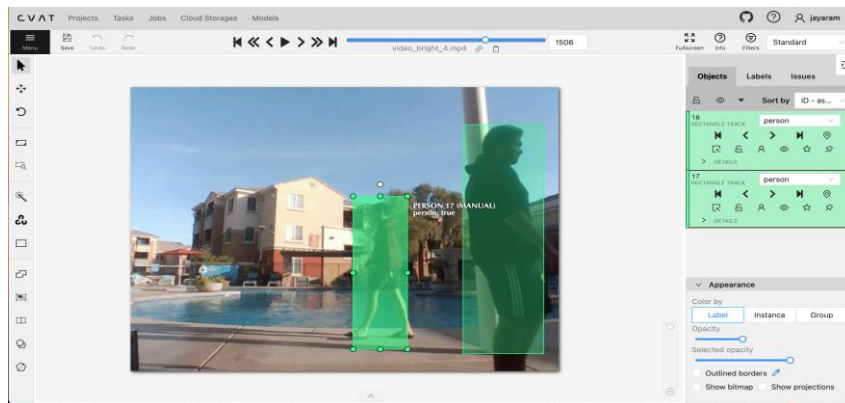 CVAT Projects Tasks Jobs Cloud Storages Models jayaram
Menu Save Undo Redo video_bright_4.mp4 1506 Fullscreen Info Filters Standard
Objects Labels Issues
Sort by ID - as...
16 person
RECTANGLE TRACK
DETAILS
17 person
RECTANGLE TRACK
DETAILS
PERSON 17 (MANUAL)
person: true
Appearance
Color by
Label Instance Group
Opacity
Selected opacity
Outlined borders
Show bitmap Show projections